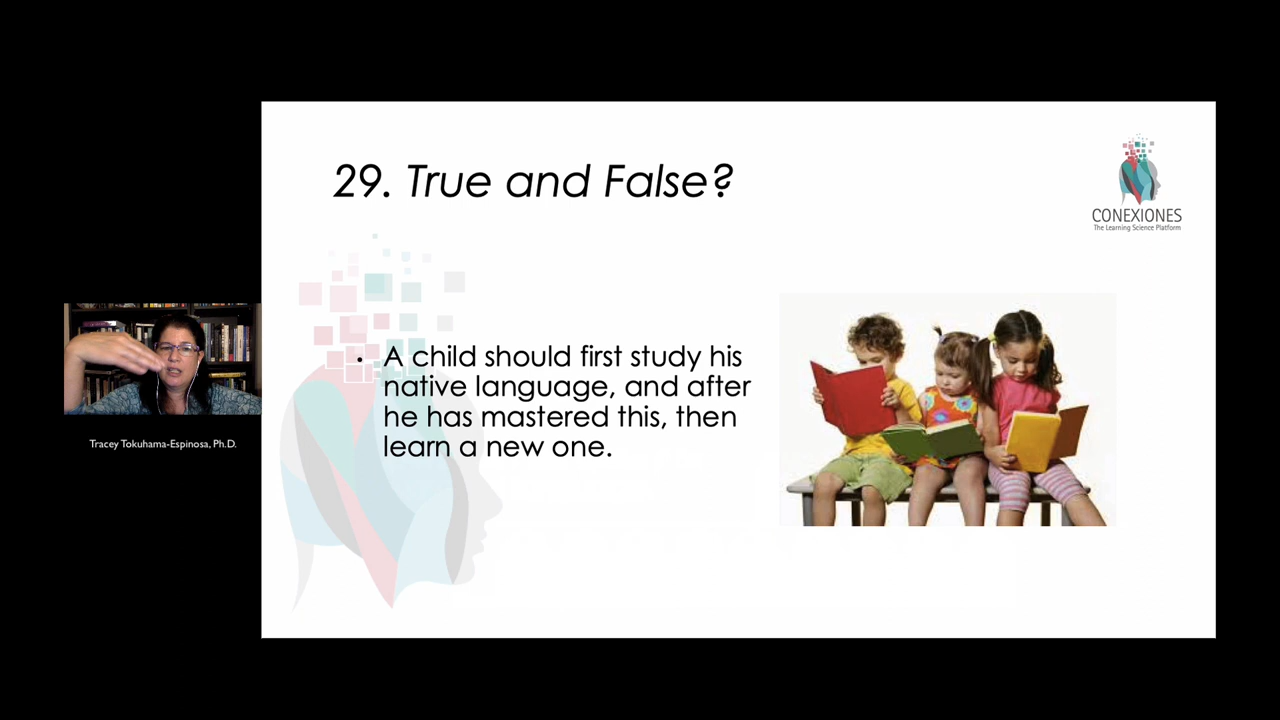 29. True and False?
CONEXIONES
The Learning Science Platform
• A child should first study his
native language, and after
he has mastered this, then
learn a new one.
Tracey Tokuhama-Espinosa, Ph.D.